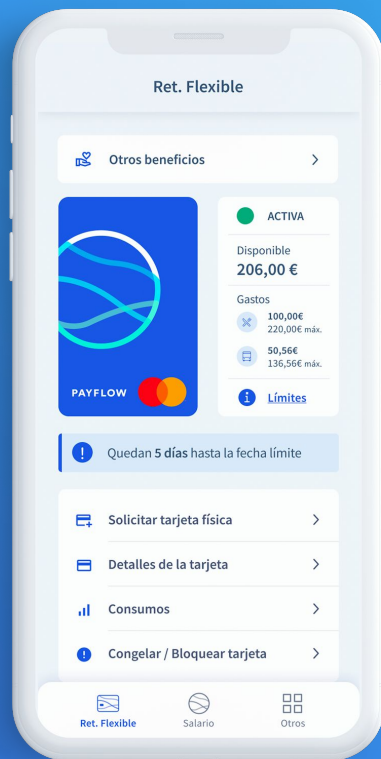 Ret. Flexible
Otros beneficios
ACTIVA
Disponible
206,00 €
Gastos
100,00€
220,00€ máx.
50,56€
136,56€ máx.
Límites
PAYFLOW
Quedan 5 días hasta la fecha límite
Solicitar tarjeta física
Detalles de la tarjeta
Consumos
Congelar / Bloquear tarjeta
Ret. Flexible
Salario
Otros